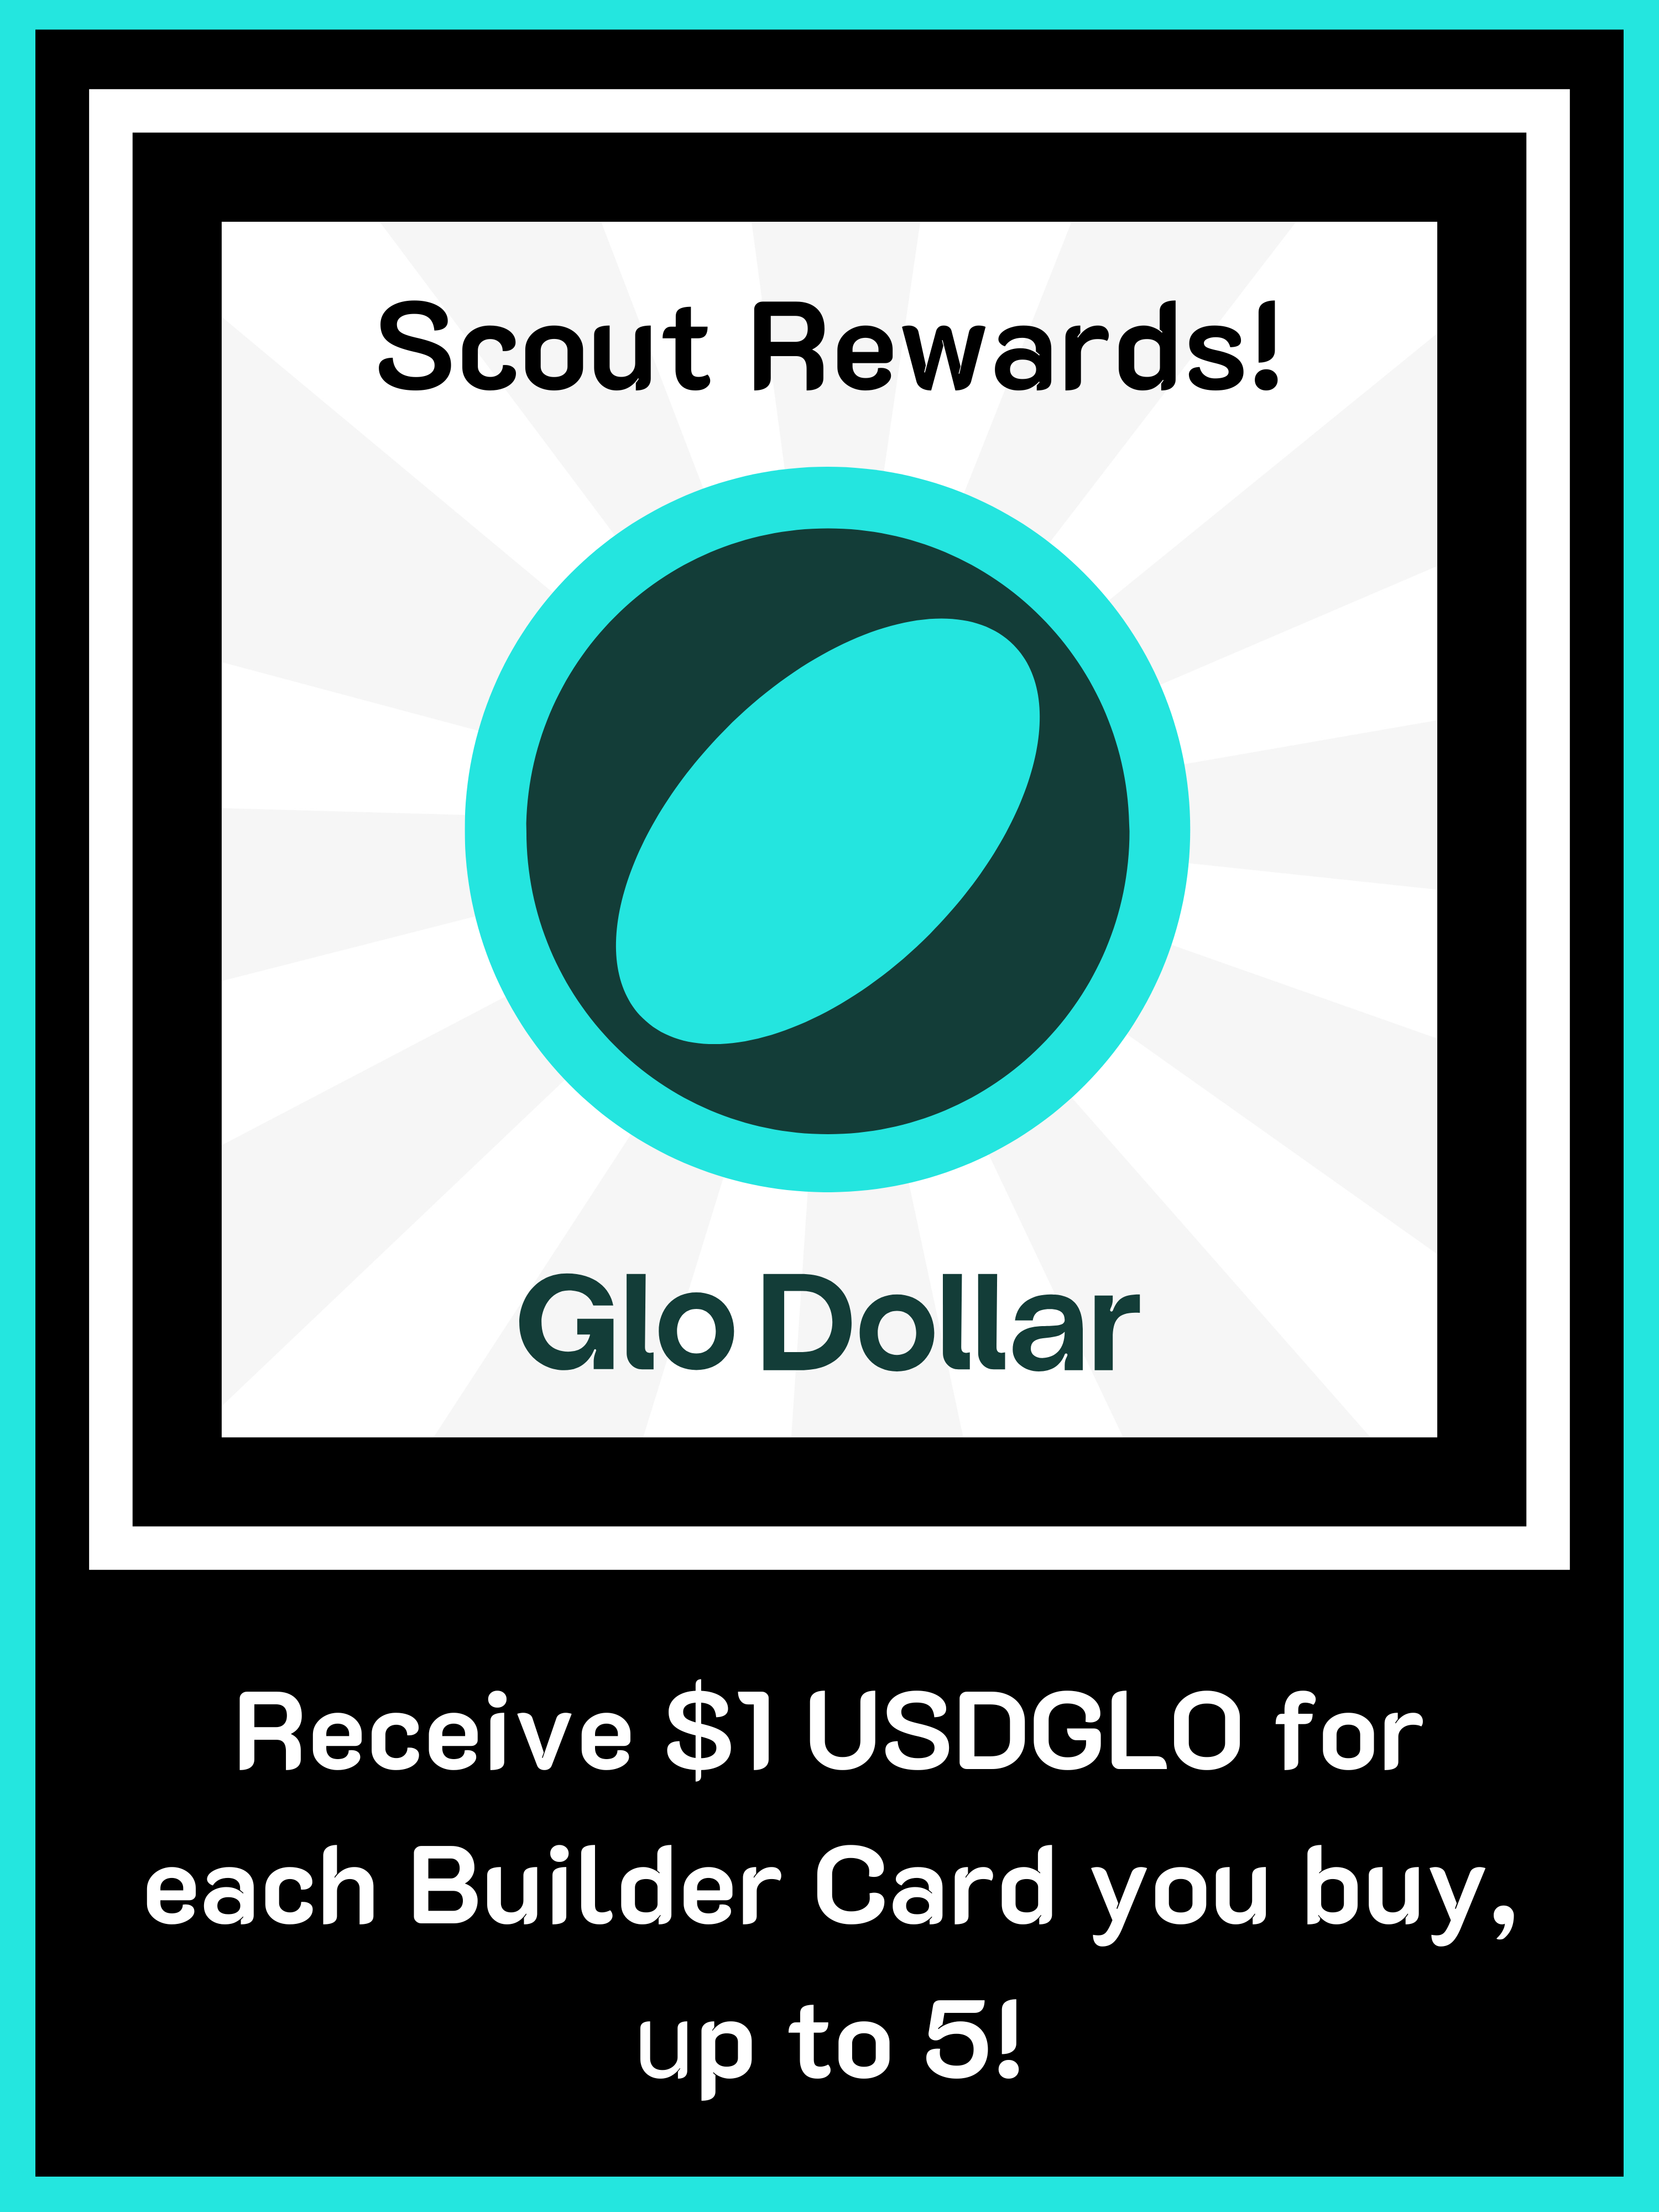 Scout Rewards!
Glo Dollar
Receive $1 USDGLO for
each Builder Card you buy,
up to 5!